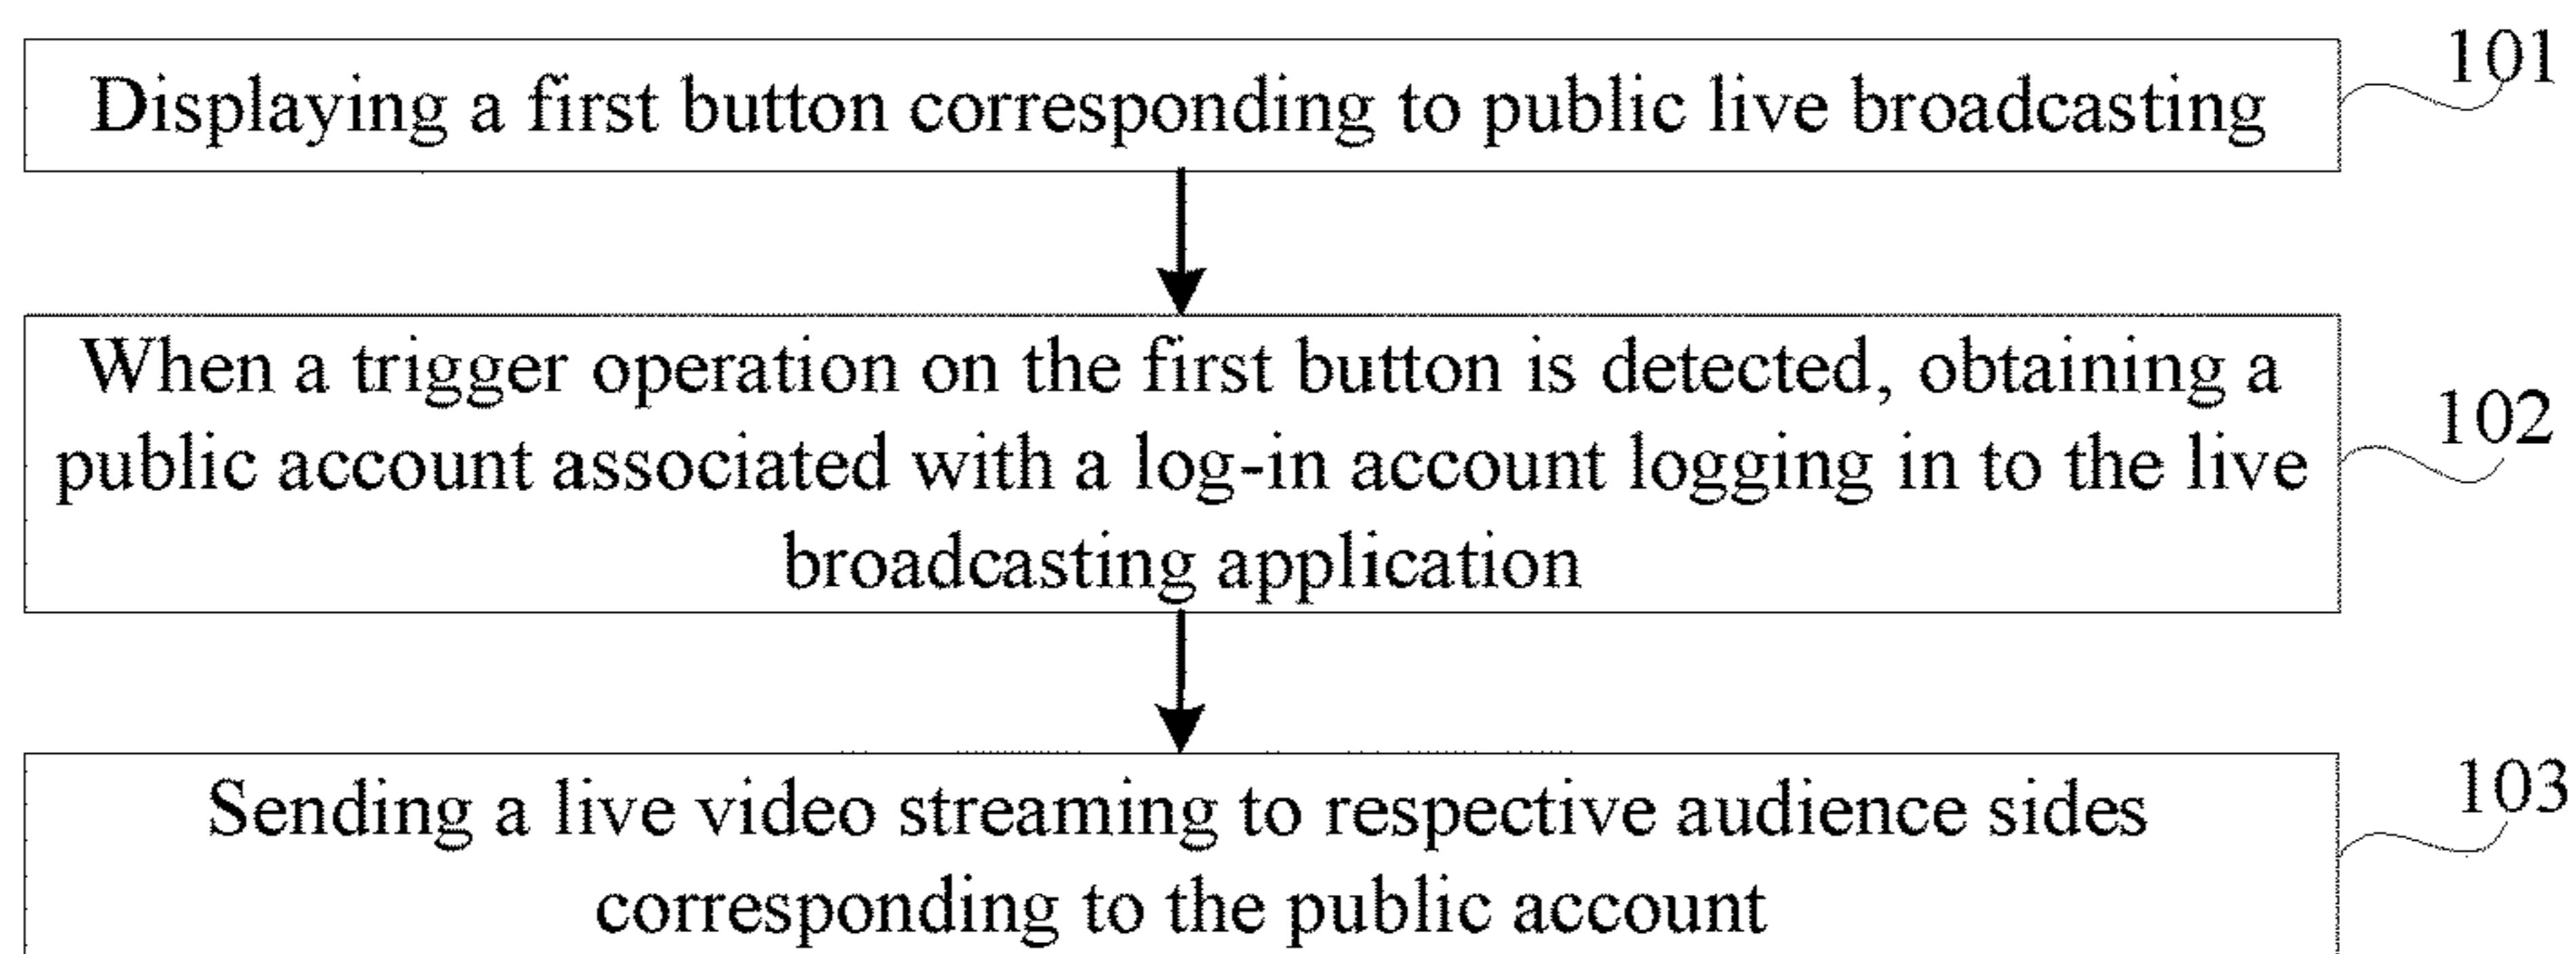 Displaying a first button corresponding to public live broadcasting
101
When a trigger operation on the first button is detected, obtaining a
public account associated with a log-in account logging in to the live
broadcasting application
102
Sending a live video streaming to respective audience sides
corresponding to the public account
103